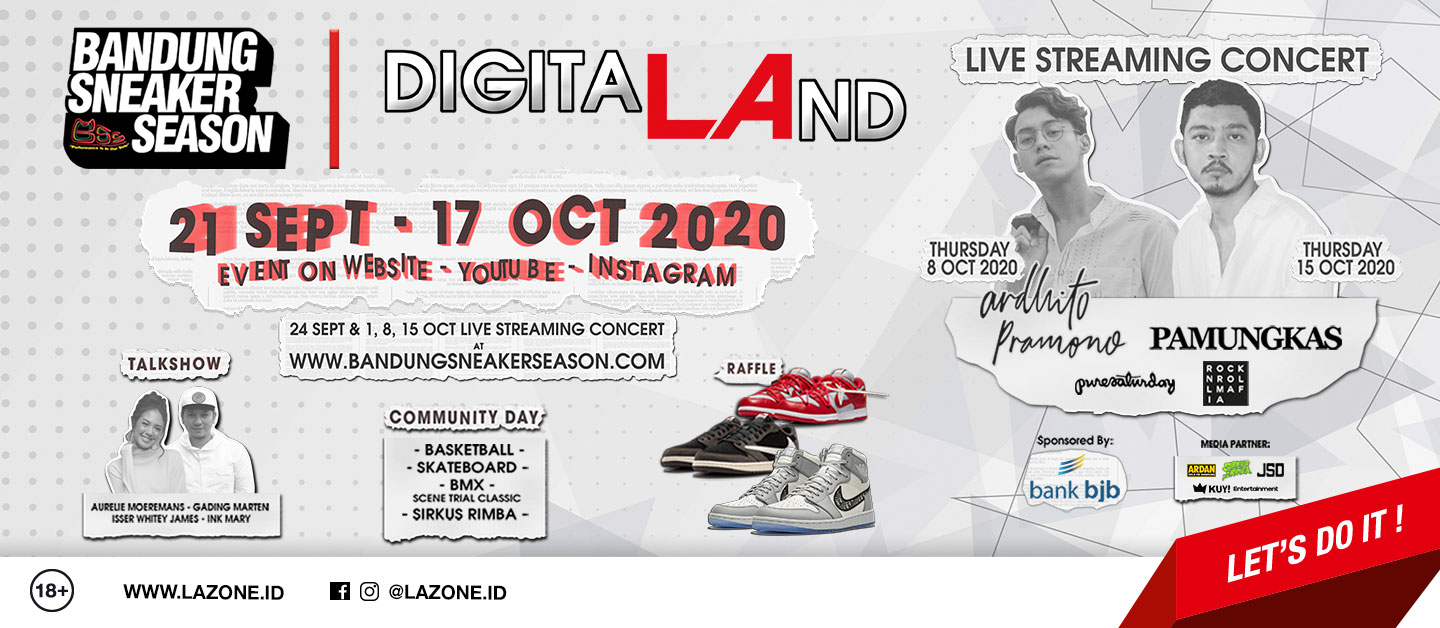 BANDUNG
SNEAKER
SEASON
DIGITALAND
21 SEPT - 17 OCT 2020
EVENT ON WEBSITE - YOUTUBE - INSTAGRAM
24 SEPT & 1, 8, 15 OCT LIVE STREAMING CONCERT
AT
WWW.BANDUNGSNEAKERSEASON.COM
TALKSHOW
AURELIE MOEREMANS - GADING MARTEN
ISSER WHITEY JAMES - INK MARY
COMMUNITY DAY
- BASKETBALL -
- SKATEBOARD -
- BMX -
SCENE TRIAL CLASSIC
- SIRKUS RIMBA -
RAFFLE
LIVE STREAMING CONCERT
THURSDAY
8 OCT 2020
THURSDAY
15 OCT 2020
ardhito
Pramono
PAMUNGKAS
puresaturday
ROCK
NROL
LMAF
IA
Sponsored By:
bank bjb
MEDIA PARTNER:
ARDAN
JSD
KUY! Entertainment
LET'S DO IT !
18+
WWW.LAZONE.ID
@LAZONE.ID